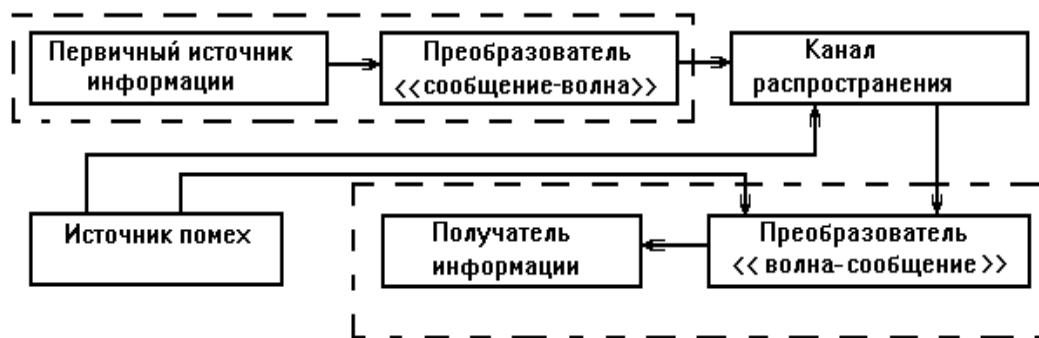 Первичный источник
информации
Преобразователь
<<сообщение-волна>>
Канал
распространения
Источник помех
Получатель
информации
Преобразователь
<<волна-сообщение>>